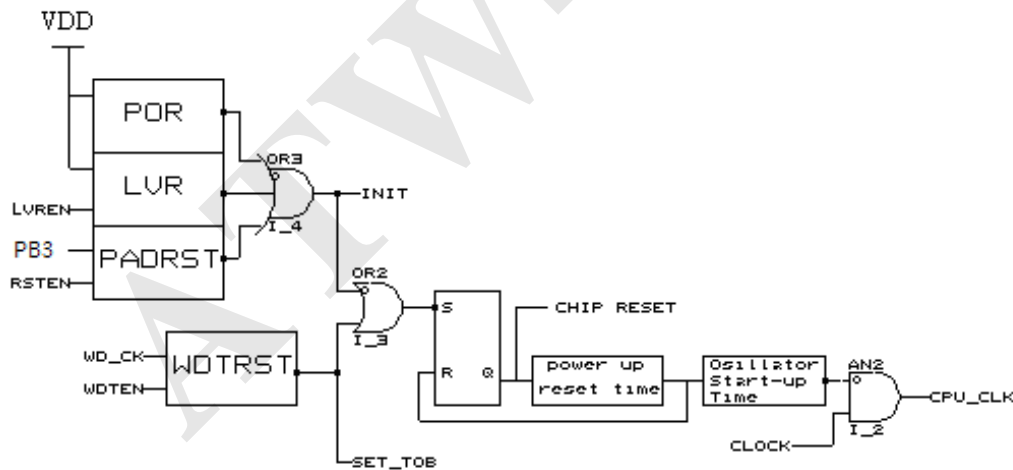 VDD
POR
LVR
LVREN
PB3
PADRST
RSTEN
OR3
I_4
INIT
OR2
I_3
S
R
Q
CHIP RESET
WD_CK
WDTRST
WDTEN
SET_TOB
power up
reset time
Osillator
Start-up
Time
AN2
I_2
CLOCK
CPU_CLK
ATW